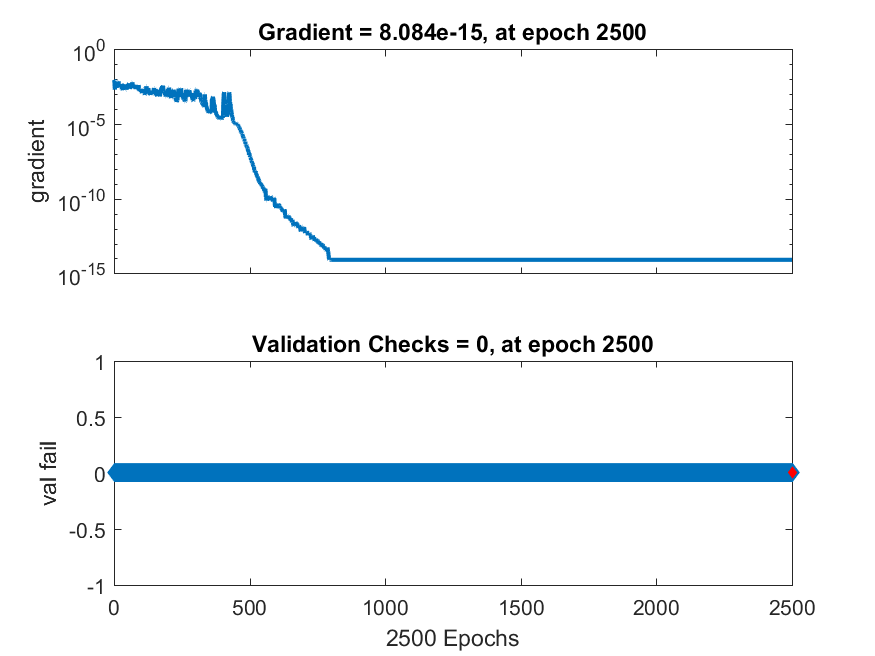 Gradient = 8.084e-15, at epoch 2500
10^0
10^-5
10^-10
10^-15
gradient
Validation Checks = 0, at epoch 2500
1
0.5
0
-0.5
-1
val fail
0 500 1000 1500 2000 2500
2500 Epochs